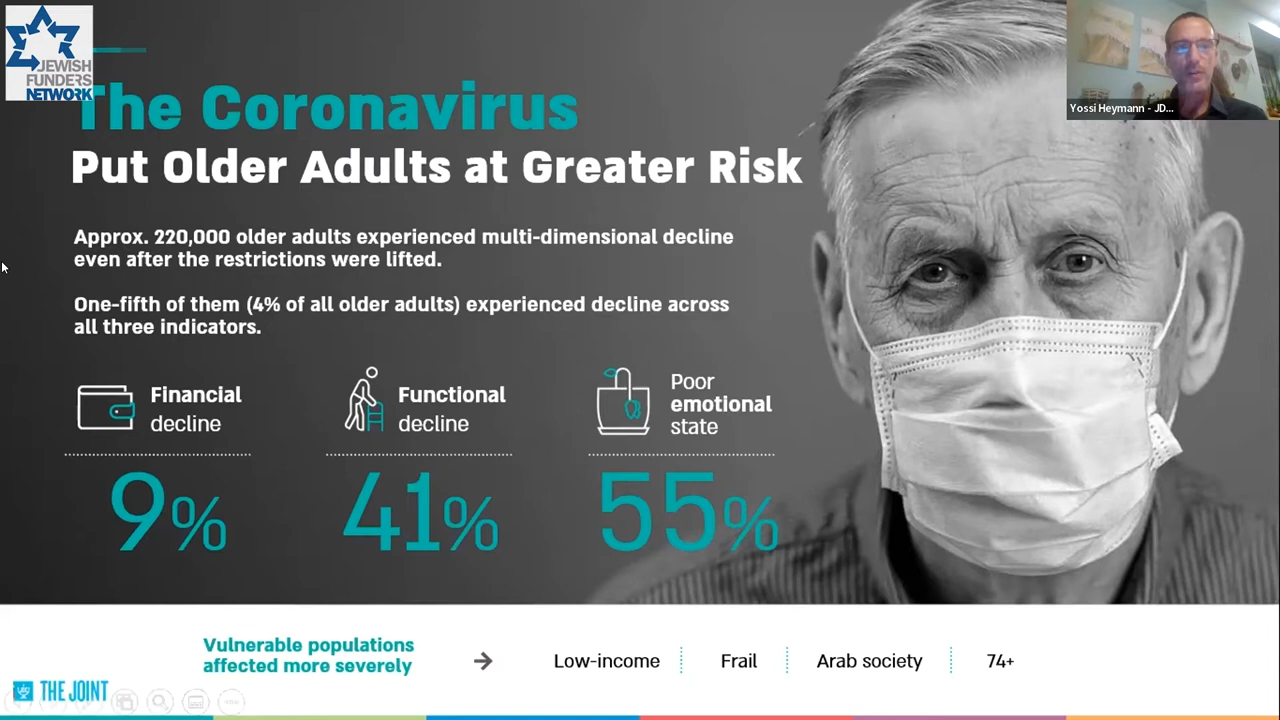 JEWISH
FUNDERS
NETWORK
The Coronavirus
Put Older Adults at Greater Risk
Yossi Heymann - JD...
Approx. 220,000 older adults experienced multi-dimensional decline
even after the restrictions were lifted.
One-fifth of them (4% of all older adults) experienced decline across
all three indicators.
Financial
decline
9%
Functional
decline
41%
Poor
emotional
state
55%
Vulnerable populations
affected more severely
Low-income
Frail
Arab society
74+
THE JOINT